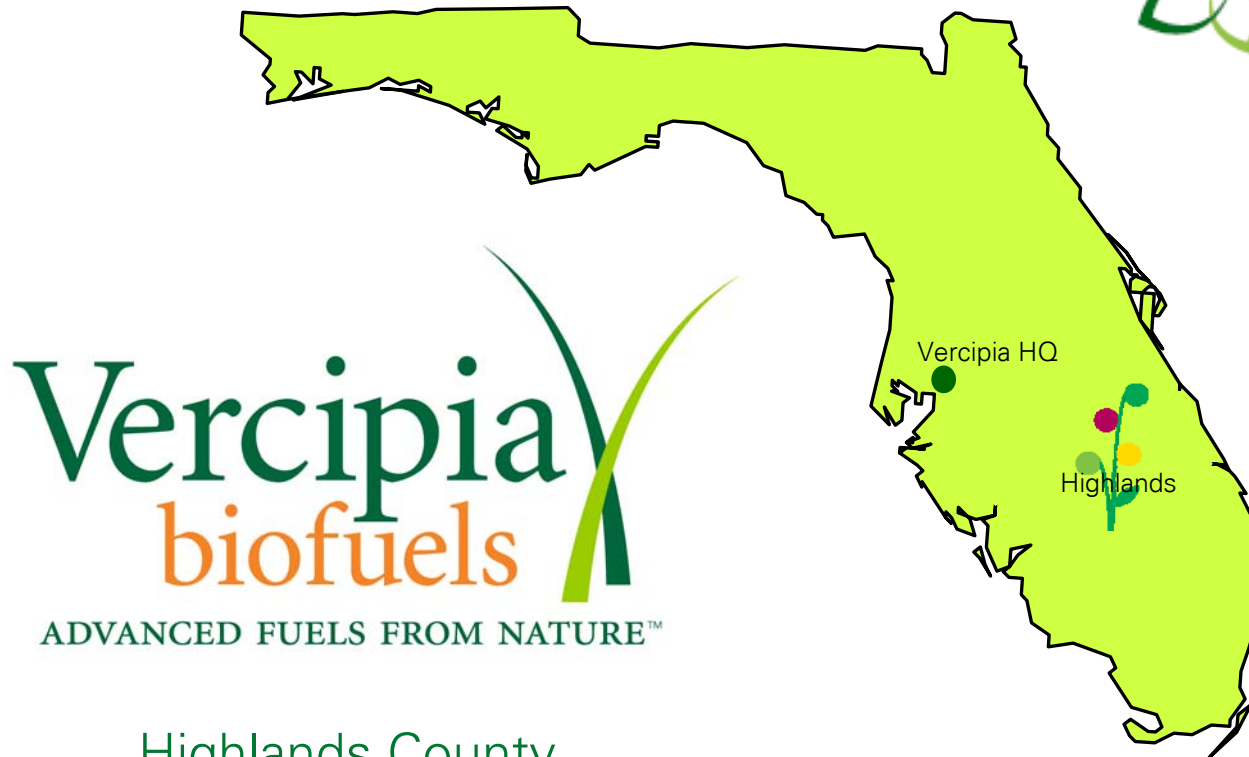 Vercipia HQ
Highlands
Vercipia
biofuels
ADVANCED FUELS FROM NATURE™
Highlands County